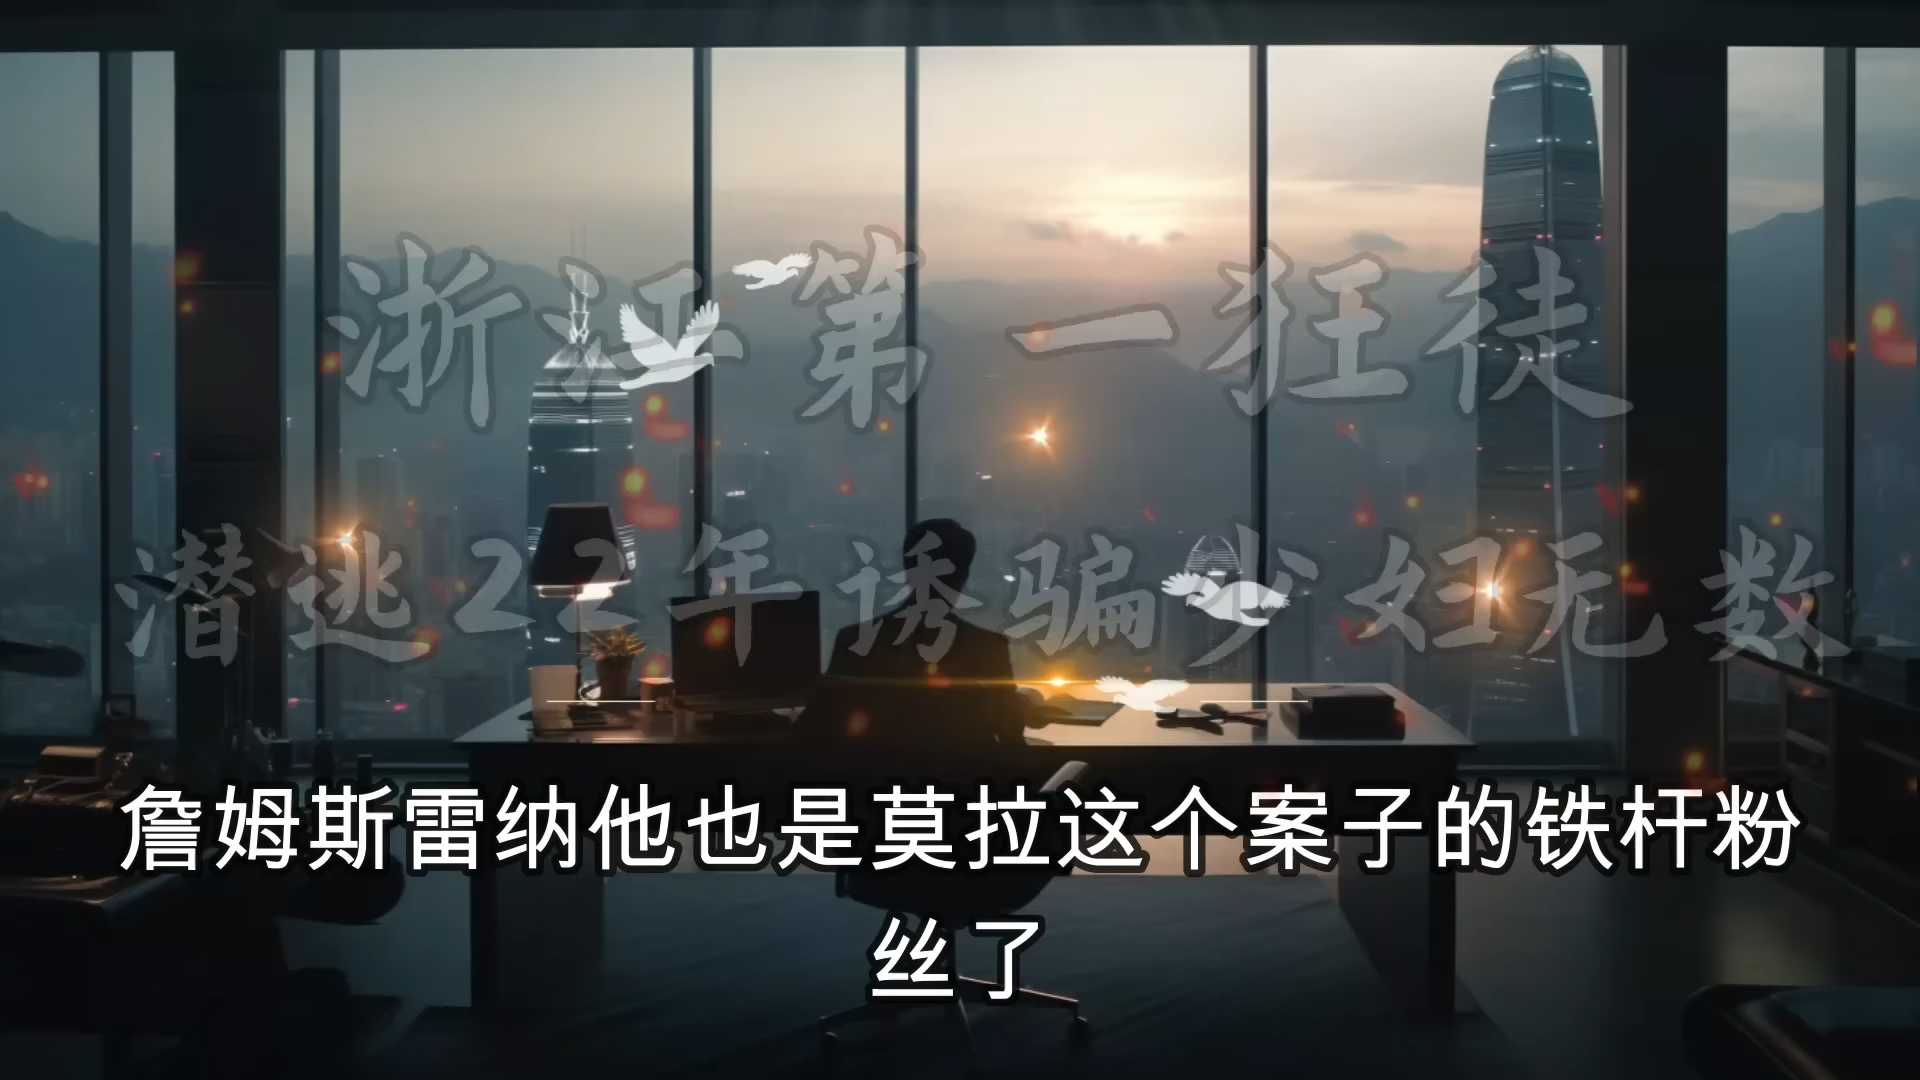 浙江第一狂徒
潜逃22年诱骗少妇无数
詹姆斯雷纳他也是莫拉这个案子的铁杆粉
丝了